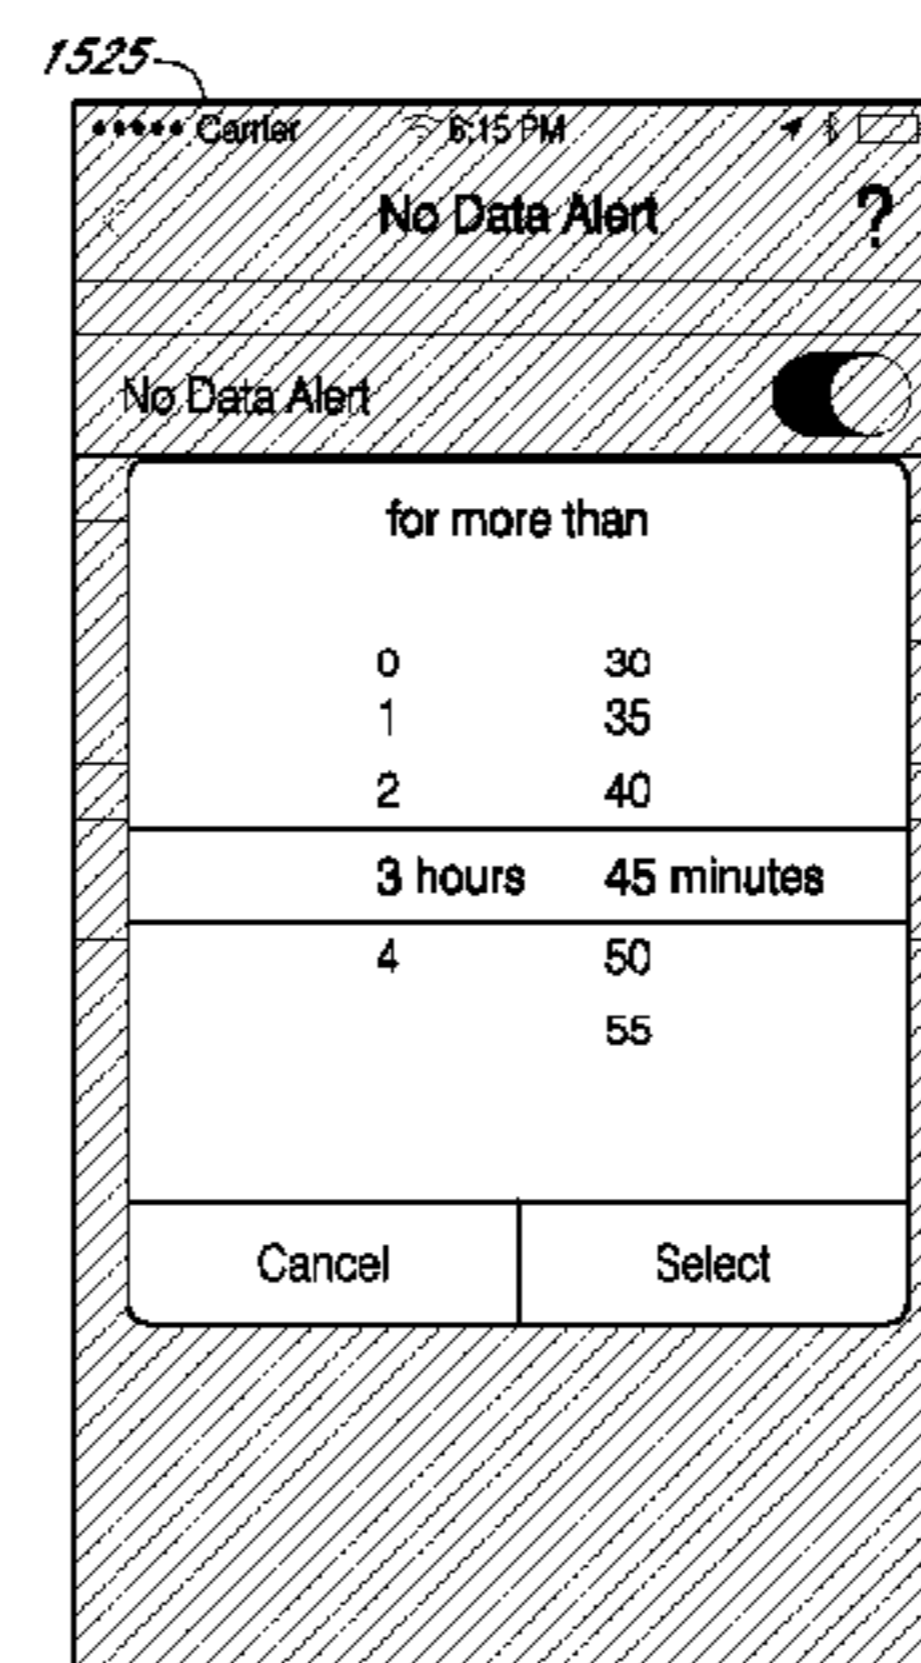 1525
Carrier 6:15 PM
No Data Alert ?
No Data Alert
for more than
0 30
1 35
2 40
3 hours 45 minutes
4 50
55
Cancel Select